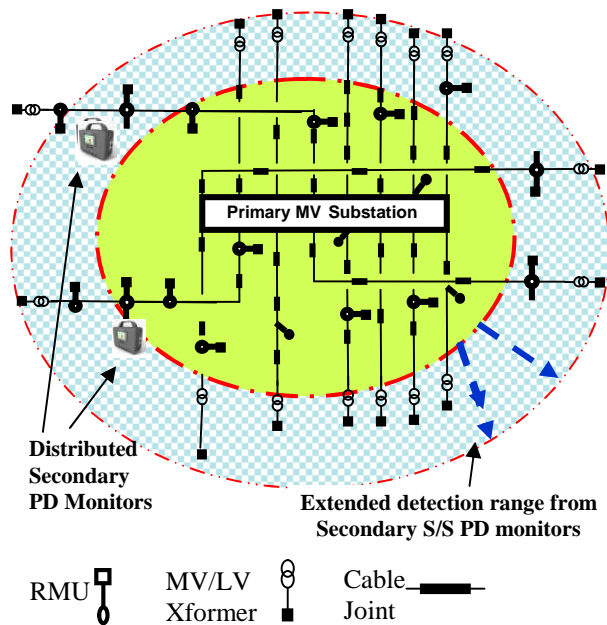 Primary MV Substation
Distributed
Secondary
PD Monitors
Extended detection range from
Secondary S/S PD monitors
RMU
MV/LV
Xformer
Cable
Joint